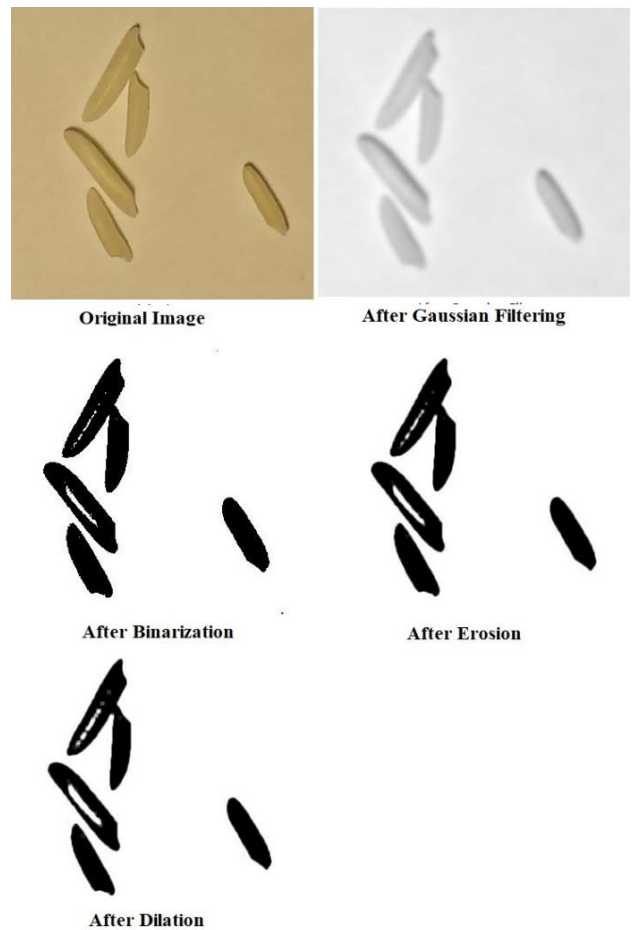 Original Image
After Gaussian Filtering
After Binarization
After Erosion
After Dilation